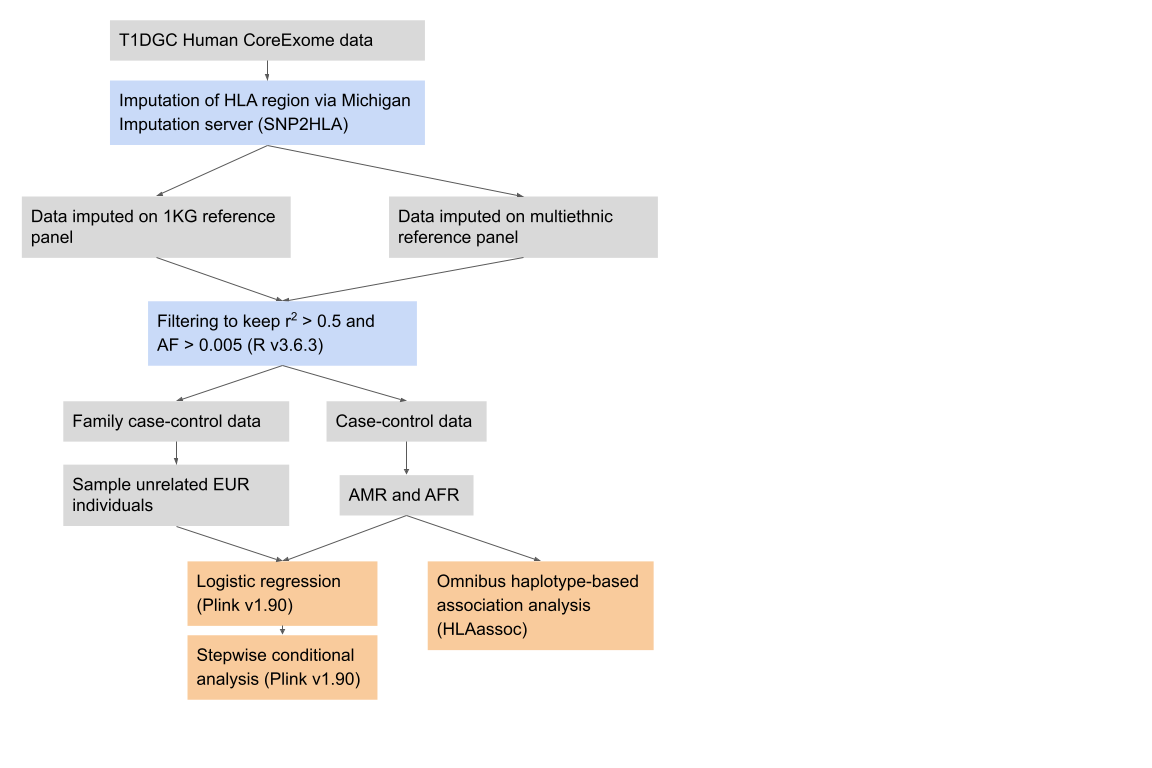 T1DGC Human CoreExome data
Imputation of HLA region via Michigan
Imputation server (SNP2HLA)
Data imputed on 1KG reference
panel
Data imputed on multiethnic
reference panel
Filtering to keep r² > 0.5 and
AF > 0.005 (R v3.6.3)
Family case-control data
Case-control data
Sample unrelated EUR
individuals
AMR and AFR
Logistic regression
(Plink v1.90)
Omnibus haplotype-based
association analysis
(HLAassoc)
Stepwise conditional
analysis (Plink v1.90)